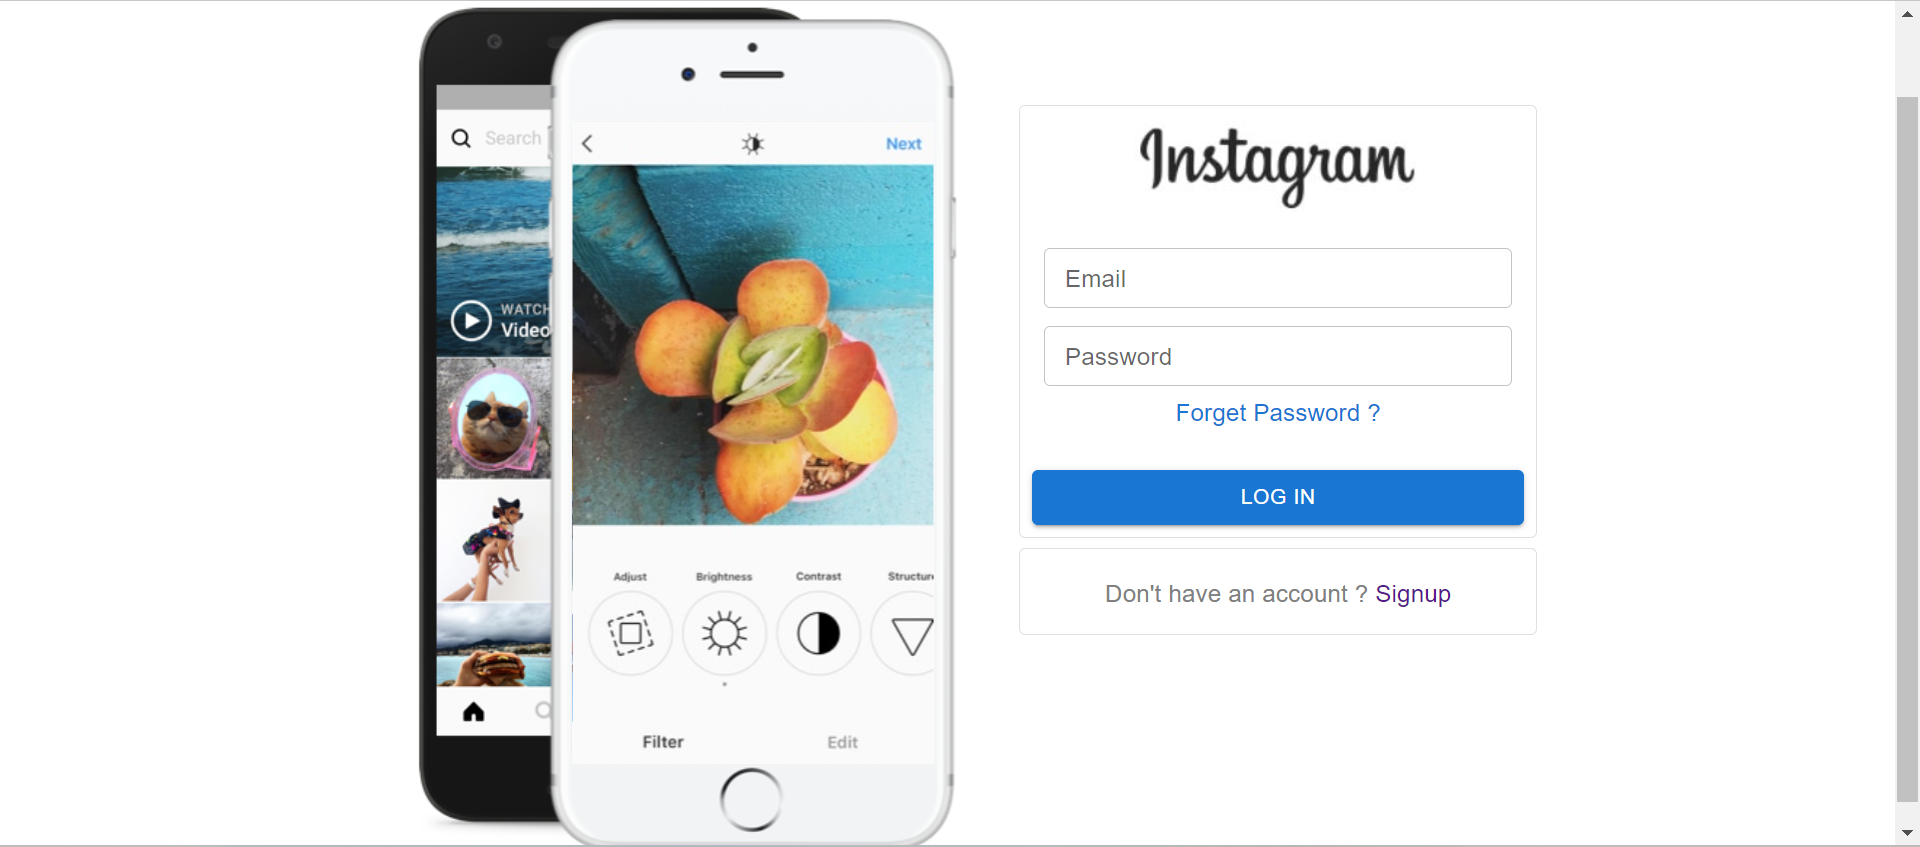 Search
WATCH
Video
Next
Adjust
Brightness
Contrast
Structure
Filter
Edit
Instagram
Email
Password
Forget Password ?
LOG IN
Don't have an account ? Signup